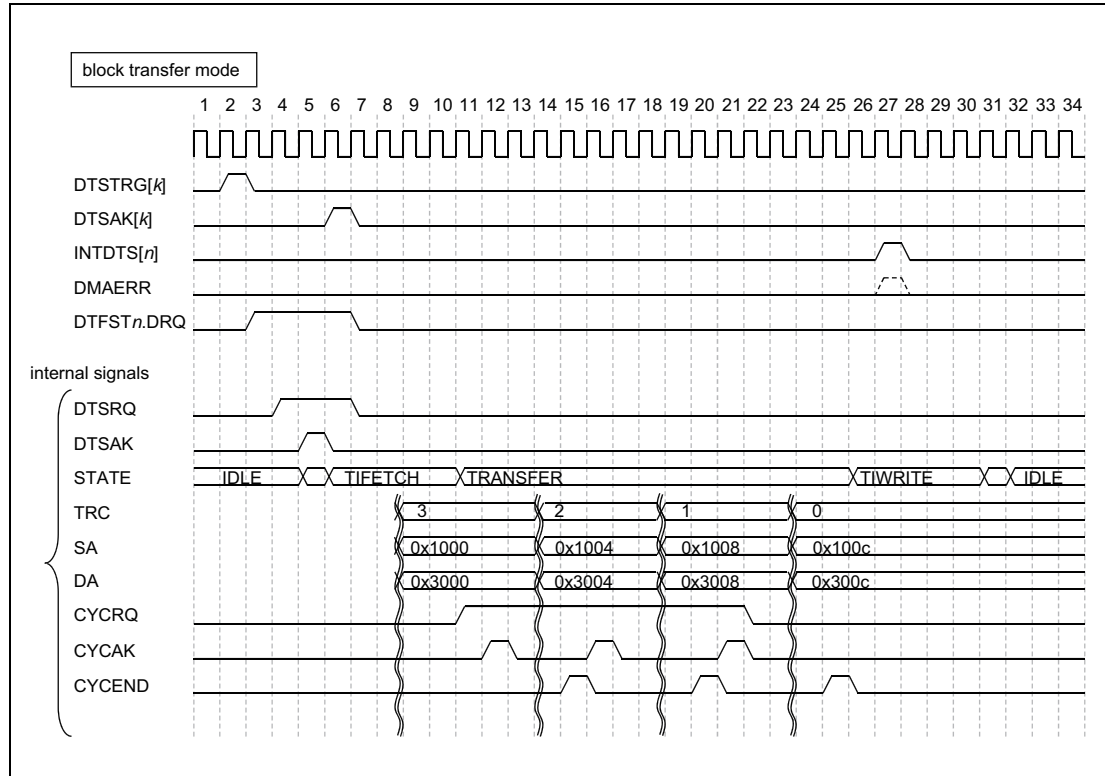 block transfer mode
1 2 3 4 5 6 7 8 9 10 11 12 13 14 15 16 17 18 19 20 21 22 23 24 25 26 27 28 29 30 31 32 33 34
DTSTRG[k]
DTSAK[k]
INTDTS[n]
DMAERR
DTFSTn.DRQ
internal signals
DTSRQ
DTSAK
STATE IDLE TIFETCH TRANSFER TIWRITE IDLE
TRC 3 2 1 0
SA 0x1000 0x1004 0x1008 0x100c
DA 0x3000 0x3004 0x3008 0x300c
CYCRQ
CYCAK
CYCEND